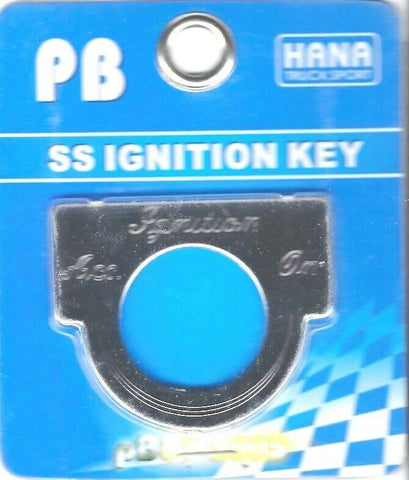 PB
HANA
TRUCK SPORT
SS IGNITION KEY
Ignition
Acc. On